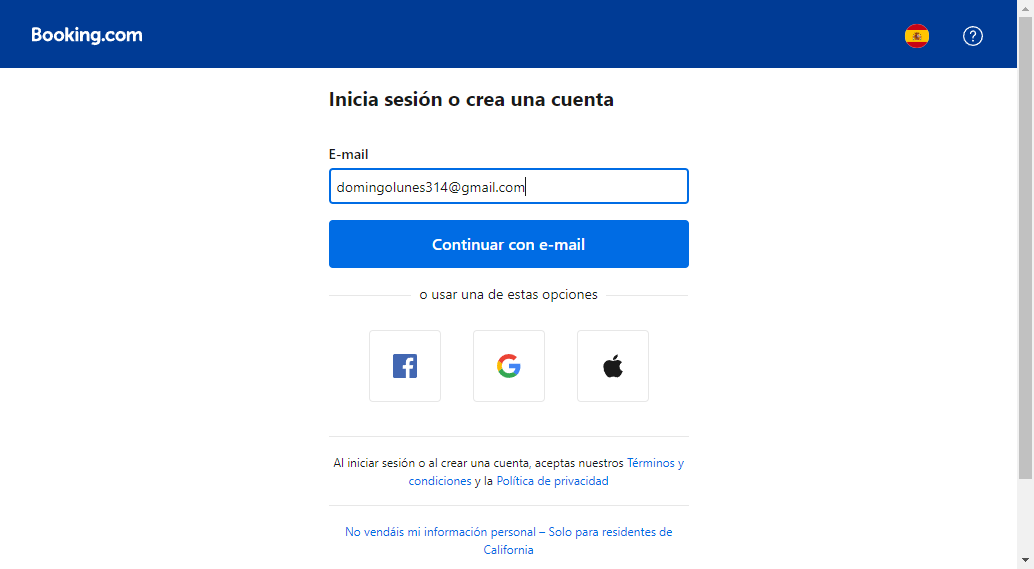 Booking.com
Inicia sesión o crea una cuenta
E-mail
domingolunes314@gmail.com
Continuar con e-mail
o usar una de estas opciones
Al iniciar sesión o al crear una cuenta, aceptas nuestros Términos y
condiciones y la Política de privacidad
No vendáis mi información personal – Solo para residentes de
California